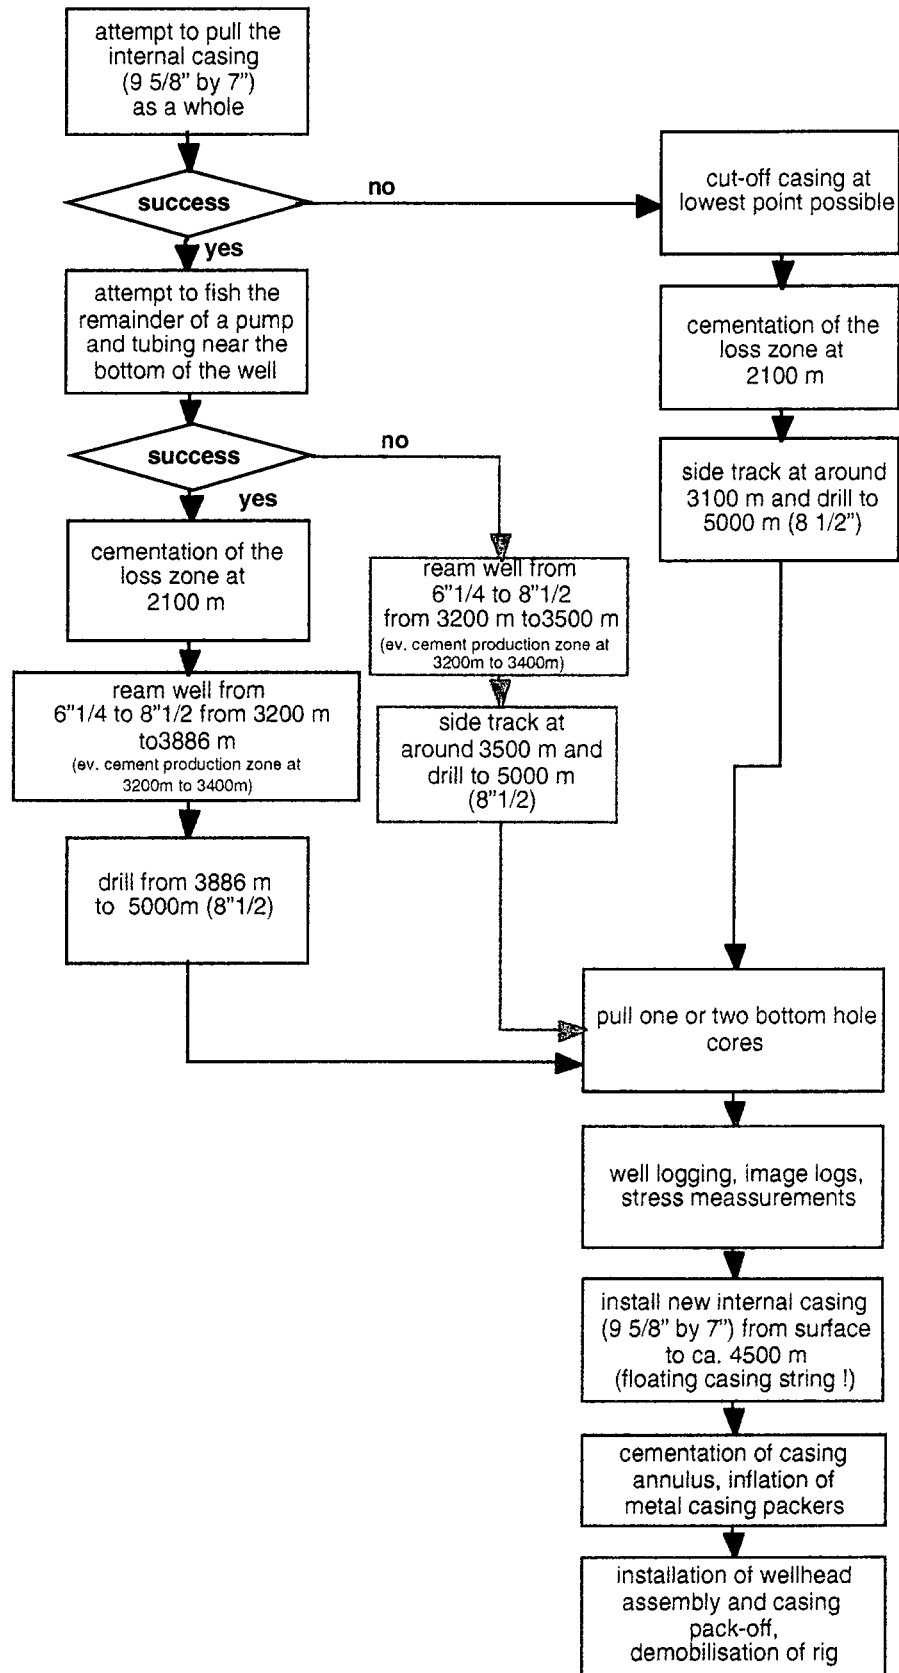 attempt to pull the
internal casing
(9 5/8" by 7")
as a whole
success
no
yes
cut-off casing at
lowest point possible
attempt to fish the
remainder of a pump
and tubing near the
bottom of the well
cementation of the
loss zone at
2100 m
success
no
yes
side track at around
3100 m and drill to
5000 m (8 1/2")
cementation of the
loss zone at
2100 m
ream well from
6"1/4 to 8"1/2
from 3200 m to3500 m
(ev. cement production zone at
3200m to 3400m)
ream well from
6"1/4 to 8"1/2 from 3200 m
to3886 m
(ev. cement production zone at
3200m to 3400m)
side track at
around 3500 m and
drill to 5000 m
(8"1/2)
drill from 3886 m
to 5000m (8"1/2)
pull one or two bottom hole
cores
well logging, image logs,
stress meassurements
install new internal casing
(9 5/8" by 7") from surface
to ca. 4500 m
(floating casing string !)
cementation of casing
annulus, inflation of
metal casing packers
installation of wellhead
assembly and casing
pack-off,
demobilisation of rig